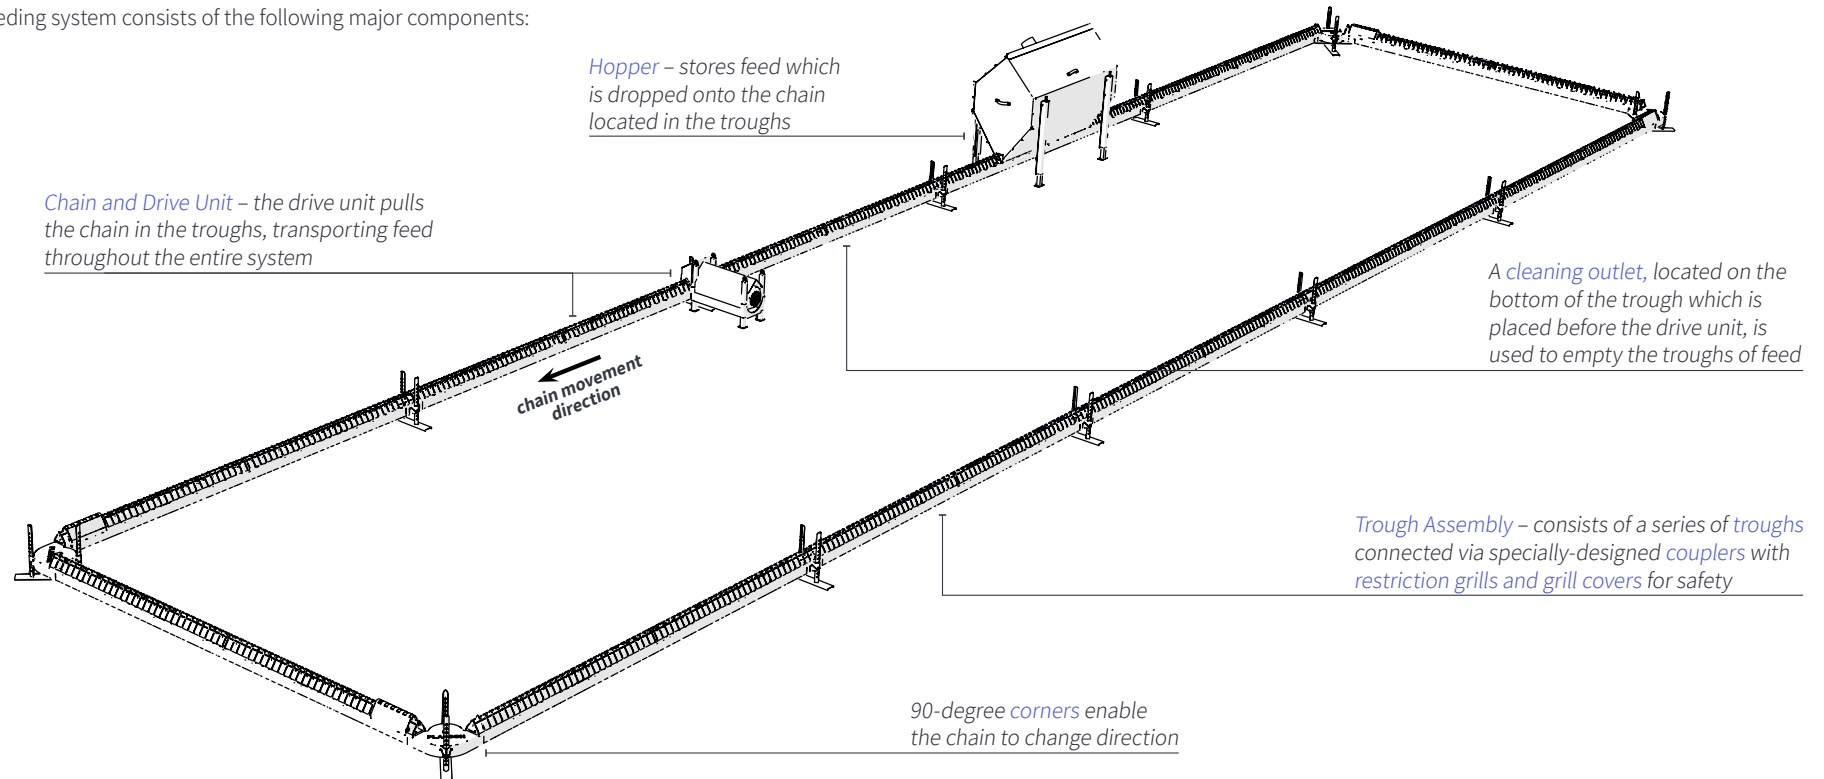 eding system consists of the following major components:
Hopper – stores feed which
is dropped onto the chain
located in the troughs
Chain and Drive Unit – the drive unit pulls
the chain in the troughs, transporting feed
throughout the entire system
chain movement
direction
A cleaning outlet, located on the
bottom of the trough which is
placed before the drive unit, is
used to empty the troughs of feed
Trough Assembly – consists of a series of troughs
connected via specially-designed couplers with
restriction grills and grill covers for safety
90-degree corners enable
the chain to change direction